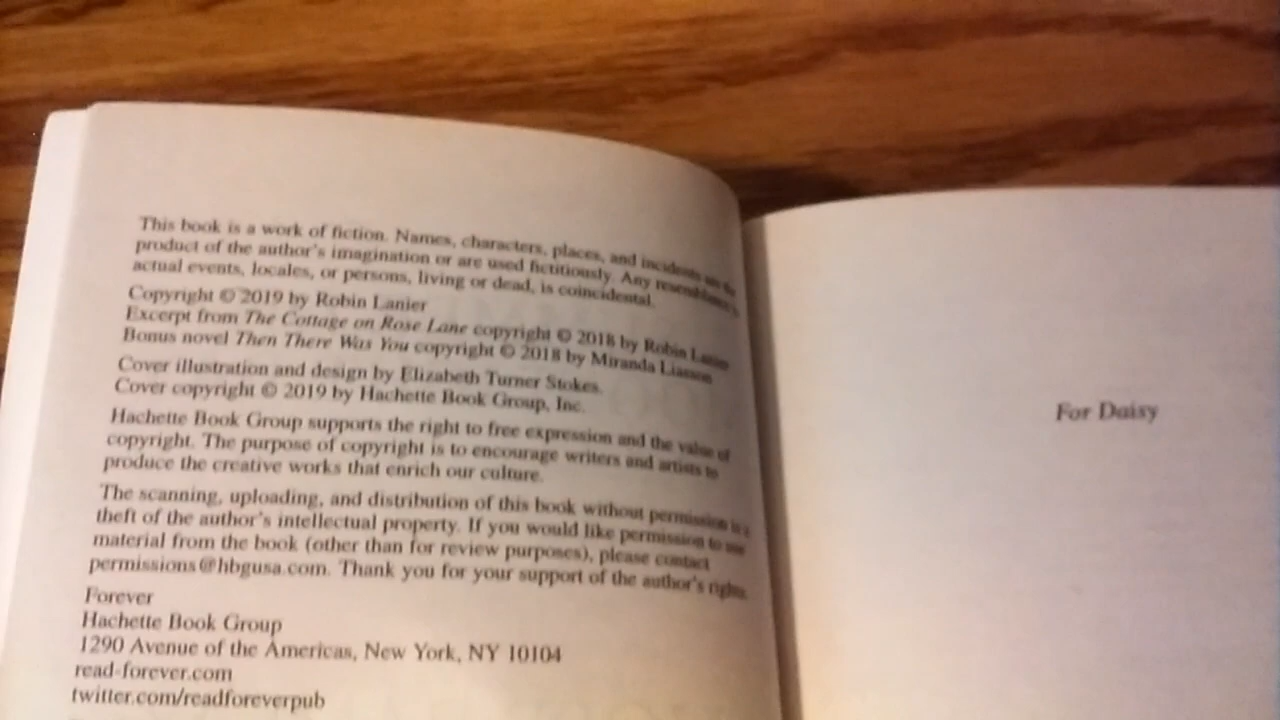 This book is a work of fiction. Names, characters, places, and incidents are the
product of the author's imagination or are used fictitiously. Any resemblance to
actual events, locales, or persons, living or dead, is coincidental.
Copyright © 2019 by Robin Lanier
Excerpt from The Cottage on Rose Lane copyright © 2018 by Robin Lanier
Bonus novel Then There Was You copyright © 2018 by Miranda Liasson
Cover illustration and design by Elizabeth Turner Stokes.
Cover copyright © 2019 by Hachette Book Group, Inc.
Hachette Book Group supports the right to free expression and the value of
copyright. The purpose of copyright is to encourage writers and artists to
produce the creative works that enrich our culture.
The scanning, uploading, and distribution of this book without permission is a
theft of the author's intellectual property. If you would like permission to use
material from the book (other than for review purposes), please contact
permissions@hbgusa.com. Thank you for your support of the author's rights.
Forever
Hachette Book Group
1290 Avenue of the Americas, New York, NY 10104
read-forever.com
twitter.com/readforeverpub
For Daisy